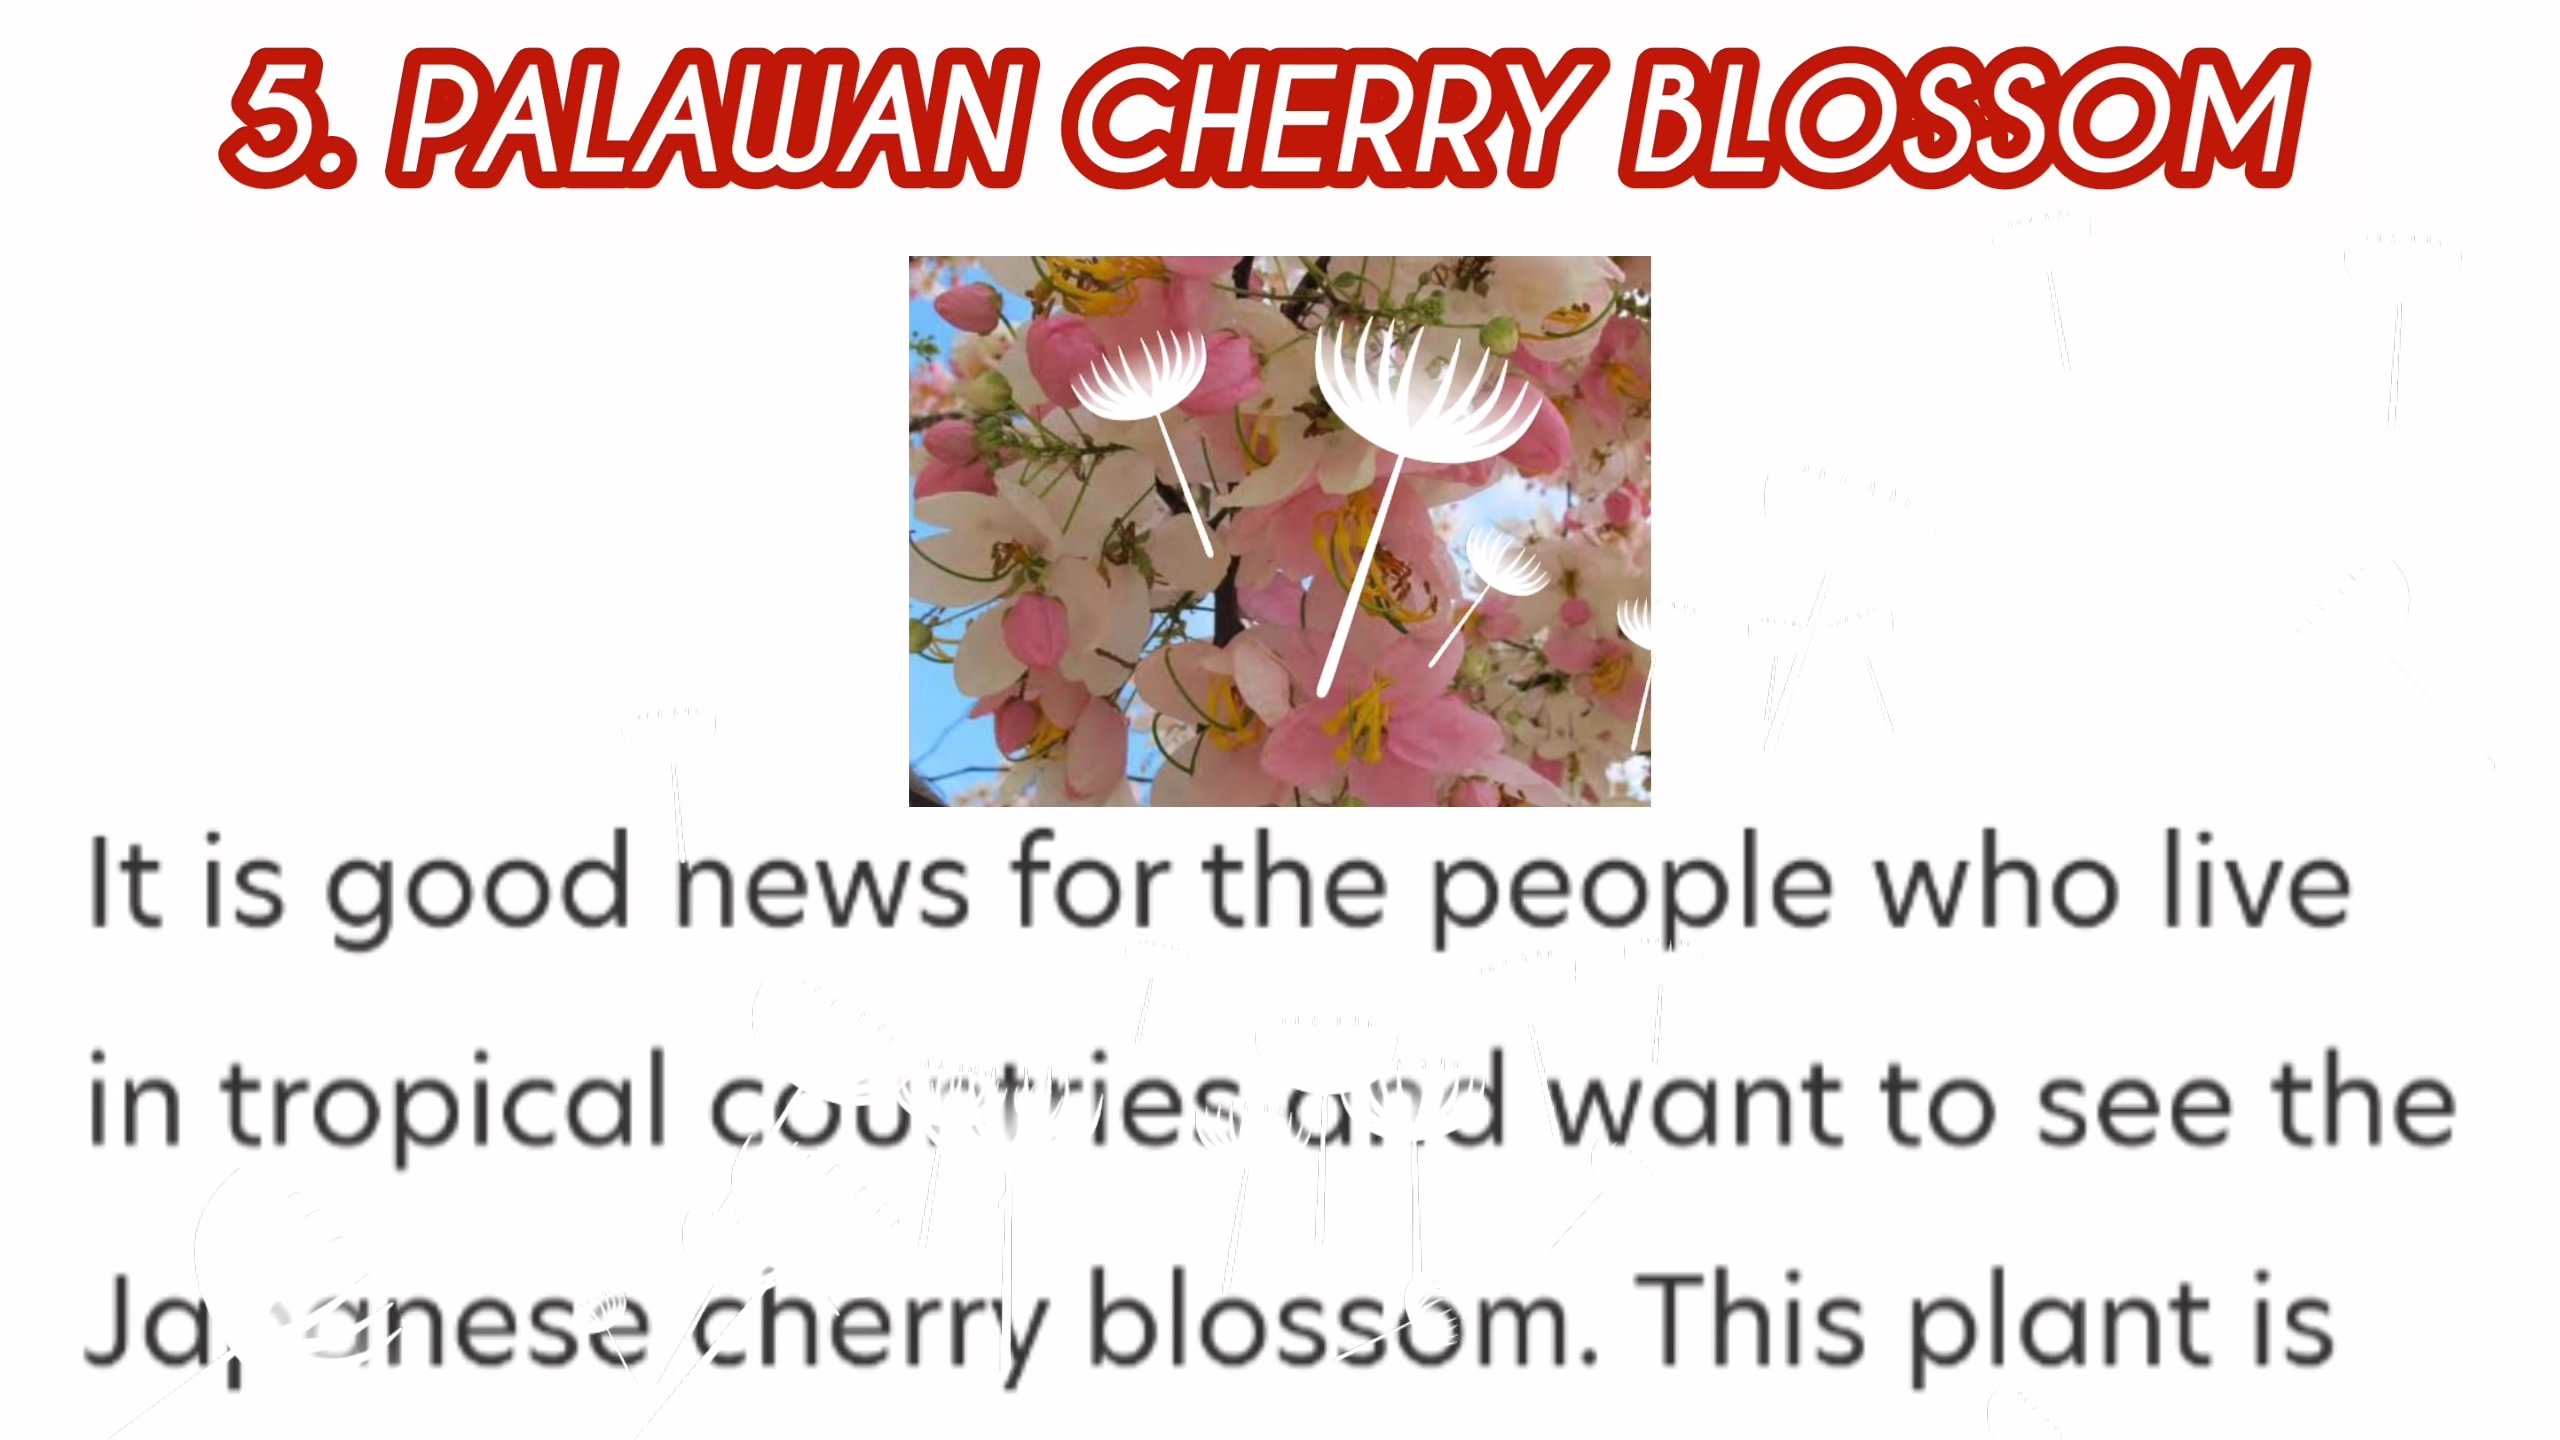 5. PALAWAN CHERRY BLOSSOM
It is good news for the people who live
in tropical countries and want to see the
Japanese cherry blossom. This plant is